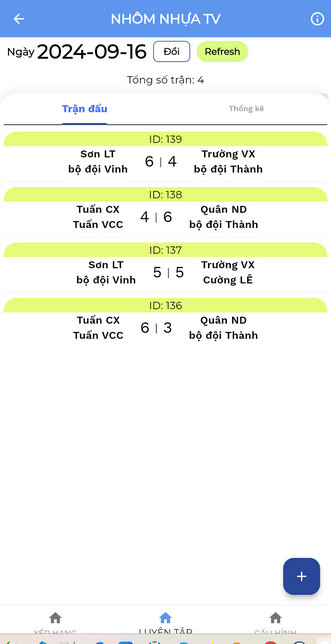 NHÓM NHỰA TV
Ngày 2024-09-16 Đổi Refresh
Tổng số trận: 4
Trận đấu Thống kê
ID: 139
Sơn LT 6 | 4 Trường VX
bộ đội Vinh bộ đội Thành
ID: 138
Tuấn CX 4 | 6 Quân ND
Tuấn VCC bộ đội Thành
ID: 137
Sơn LT 5 | 5 Trường VX
bộ đội Vinh Cường LÊ
ID: 136
Tuấn CX 6 | 3 Quân ND
Tuấn VCC bộ đội Thành
+
XẾP HẠNG LUYỆN TẬP CẤU HÌNH